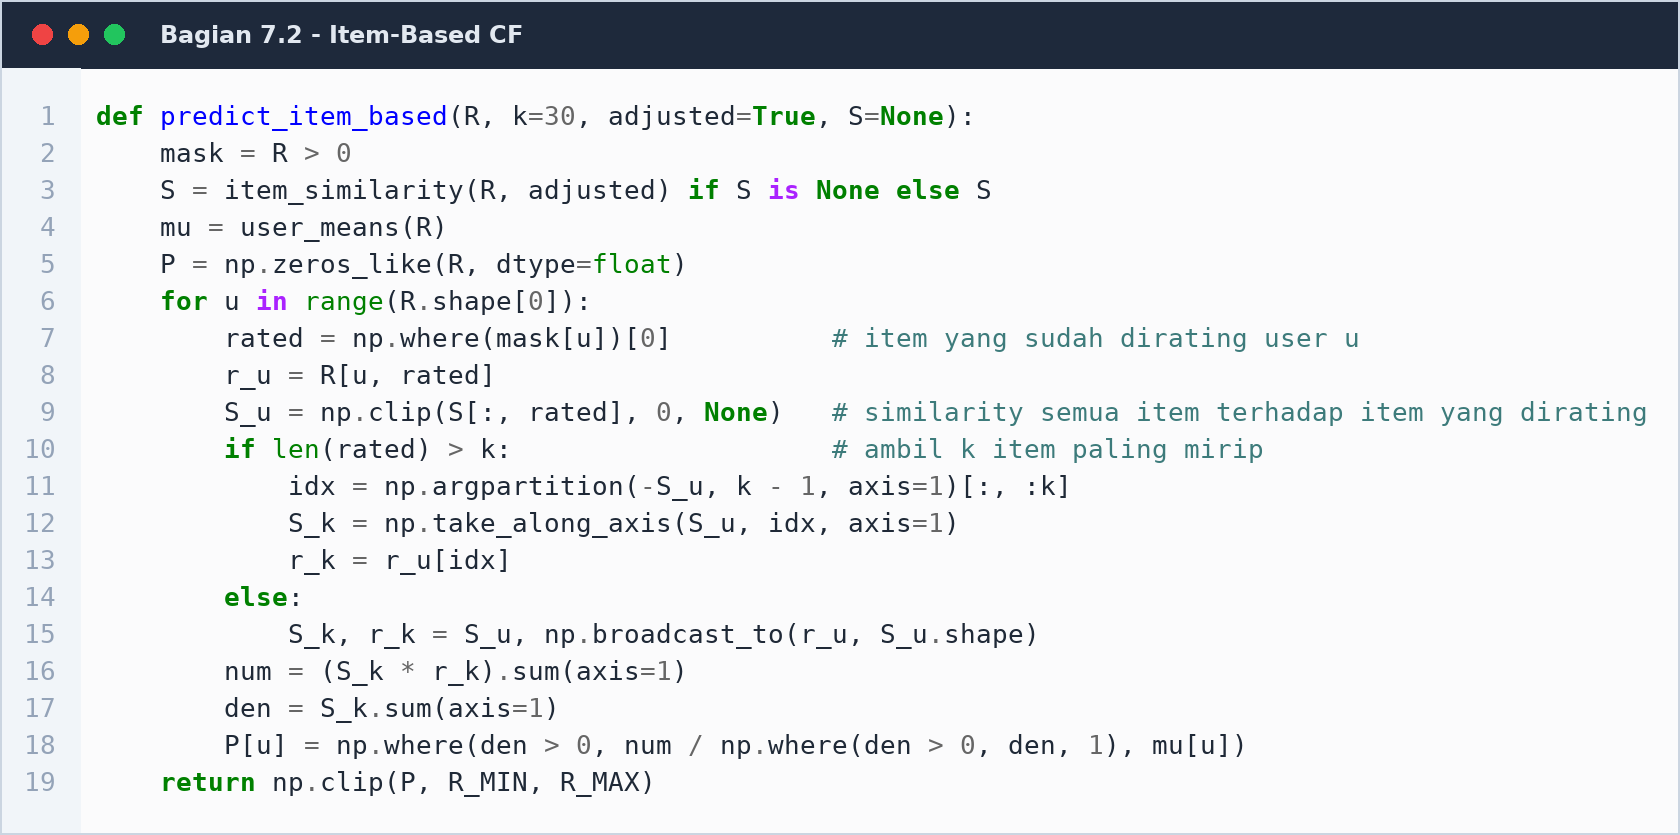 Bagian 7.2 - Item-Based CF
1 def predict_item_based(R, k=30, adjusted=True, S=None):
2     mask = R > 0
3     S = item_similarity(R, adjusted) if S is None else S
4     mu = user_means(R)
5     P = np.zeros_like(R, dtype=float)
6     for u in range(R.shape[0]):
7         rated = np.where(mask[u])[0]          # item yang sudah dirating user u
8         r_u = R[u, rated]
9         S_u = np.clip(S[:, rated], 0, None)   # similarity semua item terhadap item yang dirating
10         if len(rated) > k:                    # ambil k item paling mirip
11             idx = np.argpartition(-S_u, k - 1, axis=1)[:, :k]
12             S_k = np.take_along_axis(S_u, idx, axis=1)
13             r_k = r_u[idx]
14         else:
15             S_k, r_k = S_u, np.broadcast_to(r_u, S_u.shape)
16         num = (S_k * r_k).sum(axis=1)
17         den = S_k.sum(axis=1)
18         P[u] = np.where(den > 0, num / np.where(den > 0, den, 1), mu[u])
19     return np.clip(P, R_MIN, R_MAX)